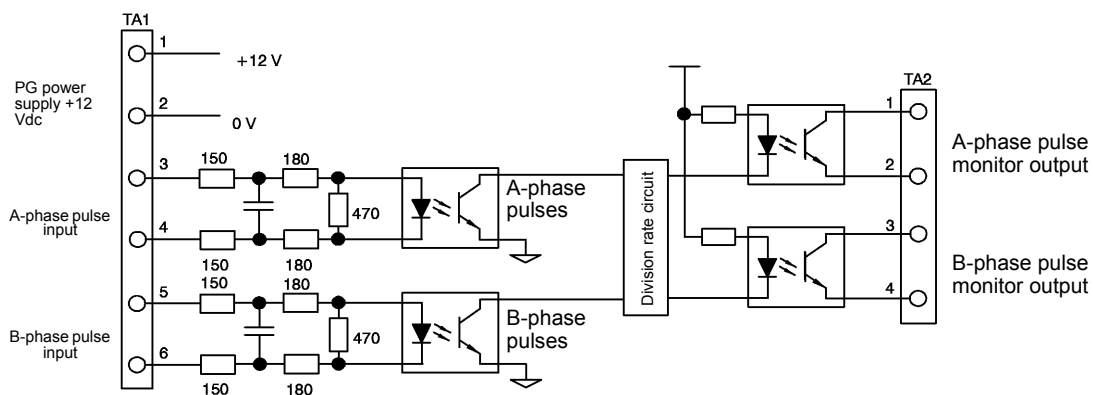 TA1
1
+12 V
PG power
supply +12
Vdc
2
0 V
3
150
180
470
A-phase
pulses
A-phase pulse
input
4
150
180
5
150
180
470
B-phase
pulses
B-phase pulse
input
6
150
180
Division rate circuit
TA2
1
A-phase pulse
monitor output
2
3
B-phase pulse
monitor output
4